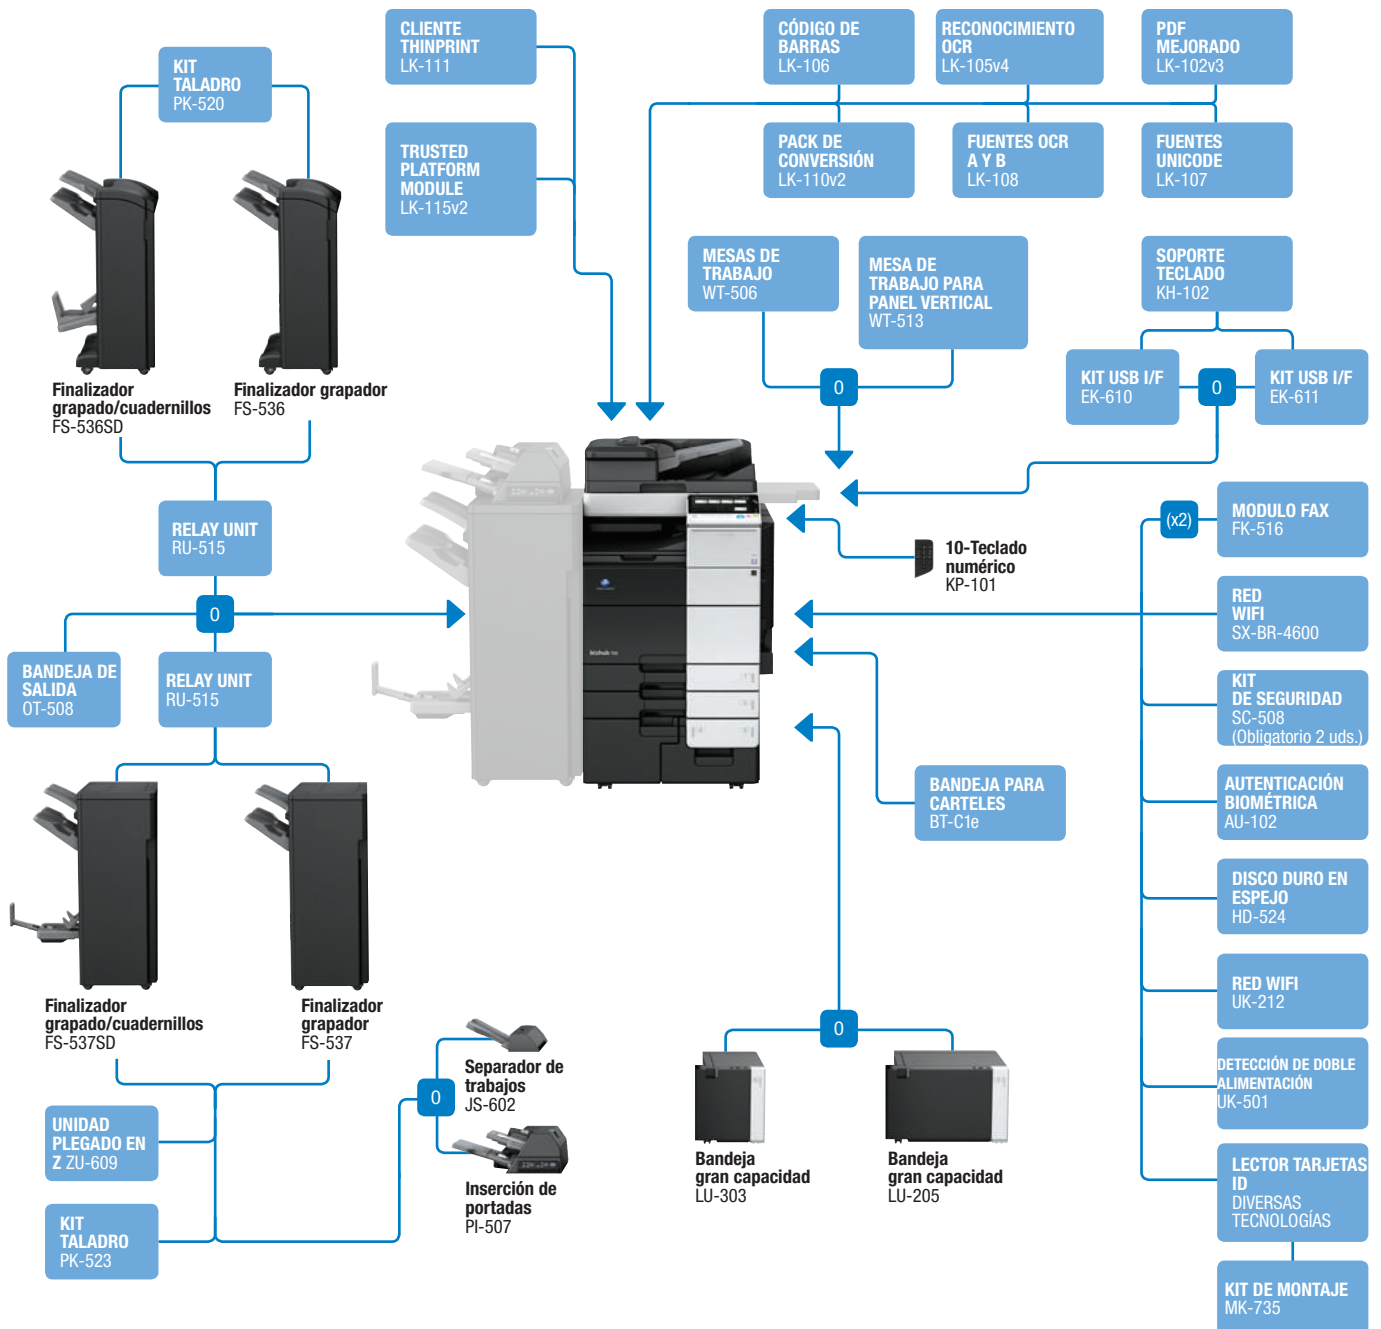 CLIENTE
THINPRINT
LK-111
CÓDIGO DE
BARRAS
LK-106
RECONOCIMIENTO
OCR
LK-105v4
PDF
MEJORADO
LK-102v3
KIT
TALADRO
PK-520
TRUSTED
PLATFORM
MODULE
LK-115v2
PACK DE
CONVERSIÓN
LK-110v2
FUENTES OCR
A Y B
LK-108
FUENTES
UNICODE
LK-107
MESAS DE
TRABAJO
WT-506
MESA DE
TRABAJO PARA
PANEL VERTICAL
WT-513
SOPORTE
TECLADO
KH-102
0
KIT USB I/F
EK-610
0
KIT USB I/F
EK-611
Finalizador
grapado/cuadernillos
FS-536SD
Finalizador grapador
FS-536
RELAY UNIT
RU-515
(x2)
MODULO FAX
FK-516
10-Teclado
numérico
KP-101
0
RED
WIFI
SX-BR-4600
BANDEJA DE
SALIDA
OT-508
RELAY UNIT
RU-515
bizhub
KIT
DE SEGURIDAD
SC-508
(Obligatorio 2 uds.)
BANDEJA PARA
CARTELES
BT-C1e
AUTENTICACIÓN
BIOMÉTRICA
AU-102
DISCO DURO EN
ESPEJO
HD-524
RED WIFI
UK-212
Finalizador
grapado/cuadernillos
FS-537SD
Finalizador
grapador
FS-537
0
Separador de
trabajos
JS-602
0
DETECCIÓN DE DOBLE
ALIMENTACIÓN
UK-501
UNIDAD
PLEGADO EN
Z ZU-609
Inserción de
portadas
PI-507
Bandeja
gran capacidad
LU-303
Bandeja
gran capacidad
LU-205
LECTOR TARJETAS
ID
DIVERSAS
TECNOLOGÍAS
KIT
TALADRO
PK-523
KIT DE MONTAJE
MK-735